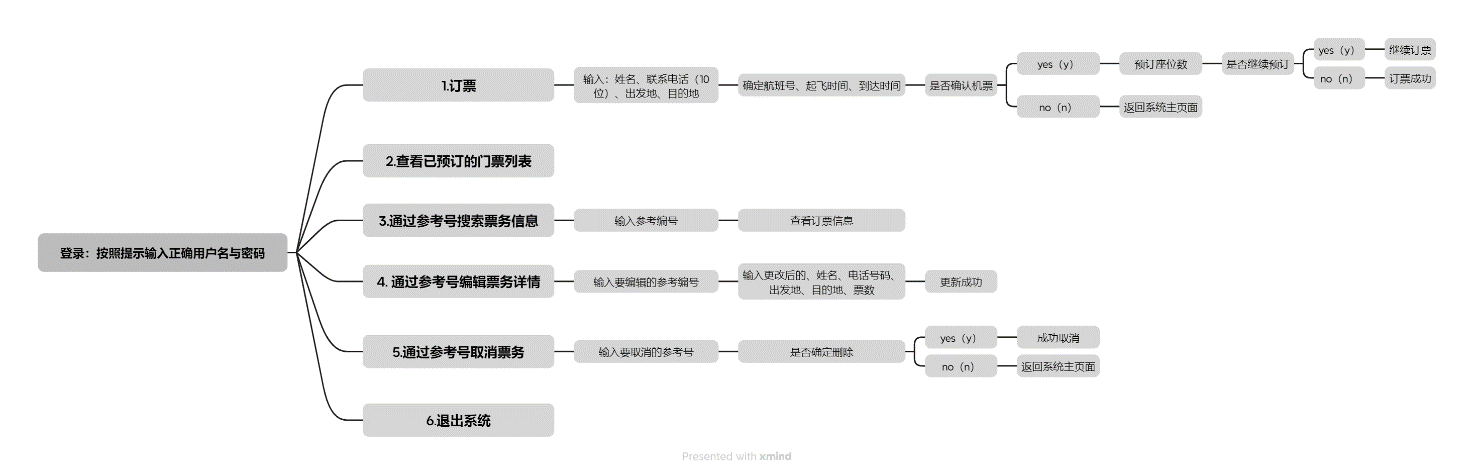 登录：按照提示输入正确用户名与密码
1.订票
输入：姓名、联系电话（10
位）、出发地、目的地
确定航班号、起飞时间、到达时间
是否确认机票
yes（y）
预订座位数
是否继续预订
yes（y）
继续订票
no（n）
订票成功
no（n）
返回系统主页面
2.查看已预订的门票列表
3.通过参考号搜索票务信息
输入参考编号
查看订票信息
4. 通过参考号编辑票务详情
输入要编辑的参考编号
输入更改后的、姓名、电话号码、
出发地、目的地、票数
更新成功
5.通过参考号取消票务
输入要取消的参考号
是否确定删除
yes（y）
成功取消
no（n）
返回系统主页面
6.退出系统
Presented with xmind